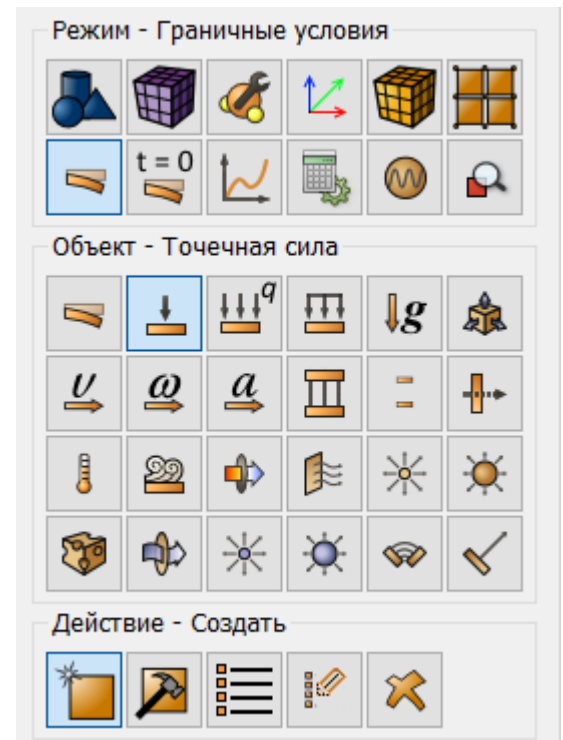 Режим - Граничные условия
t = 0
Объект - Точечная сила
q
g
υ ω a
Действие - Создать